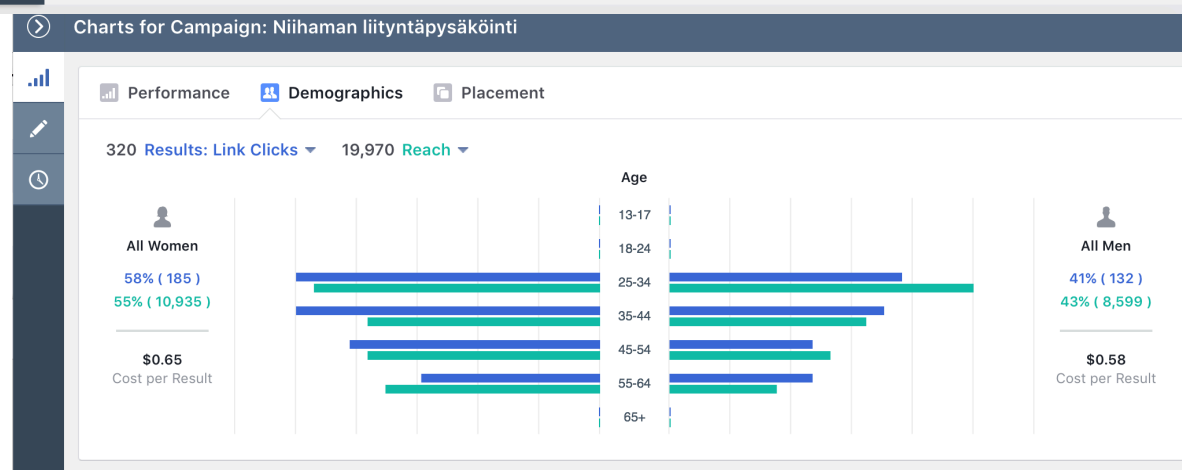 Charts for Campaign: Niihaman liityntäpysäköinti
Performance Demographics Placement
320 Results: Link Clicks 19,970 Reach
Age
13-17
18-24
25-34
35-44
45-54
55-64
65+
All Women
58% ( 185 )
55% ( 10,935 )
$0.65
Cost per Result
All Men
41% ( 132 )
43% ( 8,599 )
$0.58
Cost per Result